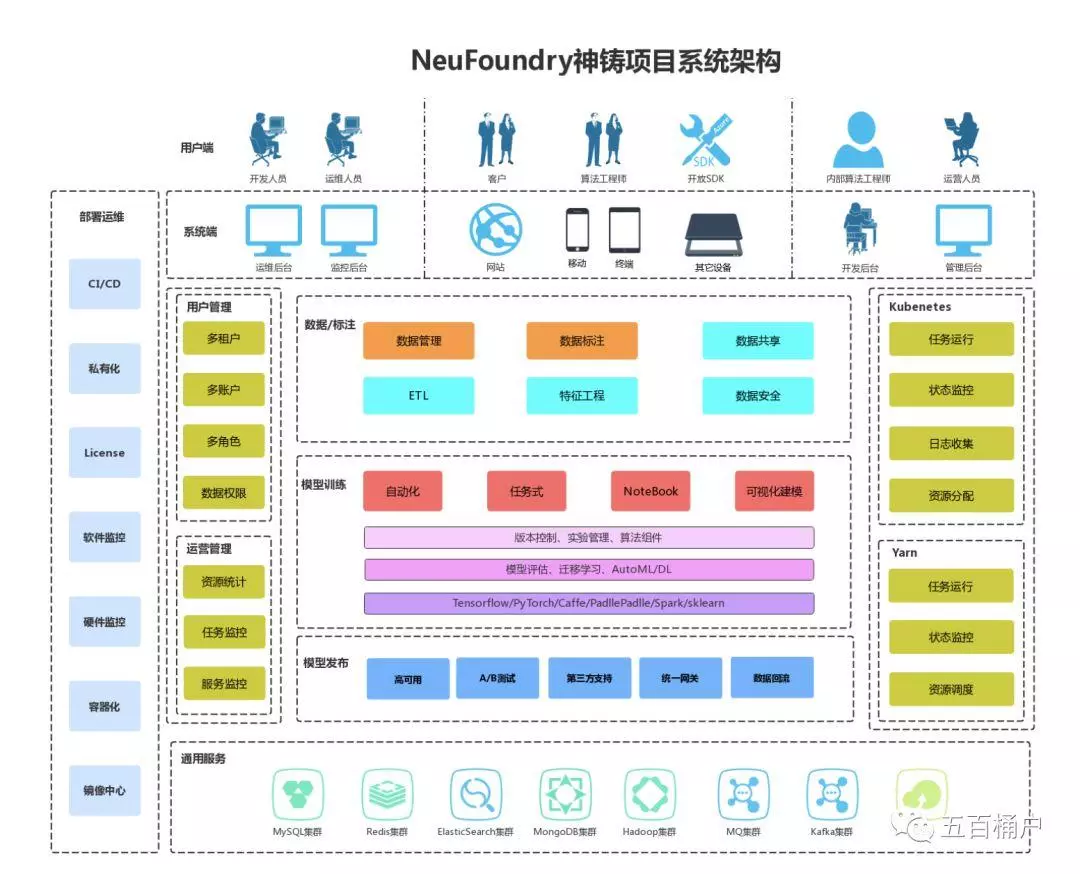 NeuFoundry神铸项目系统架构
用户端
开发人员
运维人员
客户
算法工程师
Azure
SDK
开放SDK
内部算法工程师
运营人员
部署运维
CI/CD
私有化
License
软件监控
硬件监控
容器化
镜像中心
系统端
运维后台
监控后台
网站
移动
终端
其它设备
开发后台
管理后台
用户管理
多租户
多账户
多角色
数据权限
运营管理
资源统计
任务监控
服务监控
数据/标注
数据管理
数据标注
数据共享
ETL
特征工程
数据安全
模型训练
自动化
任务式
NoteBook
可视化建模
版本控制、实验管理、算法组件
模型评估、迁移学习、AutoML/DL
Tensorflow/PyTorch/Caffe/PadllePadlle/Spark/sklearn
模型发布
高可用
A/B测试
第三方支持
统一网关
数据回流
Kubenetes
任务运行
状态监控
日志收集
资源分配
Yarn
任务运行
状态监控
资源调度
通用服务
MySQL集群
Redis集群
ElasticSearch集群
MongoDB集群
Hadoop集群
MQ集群
Kafka集群
五百桶户